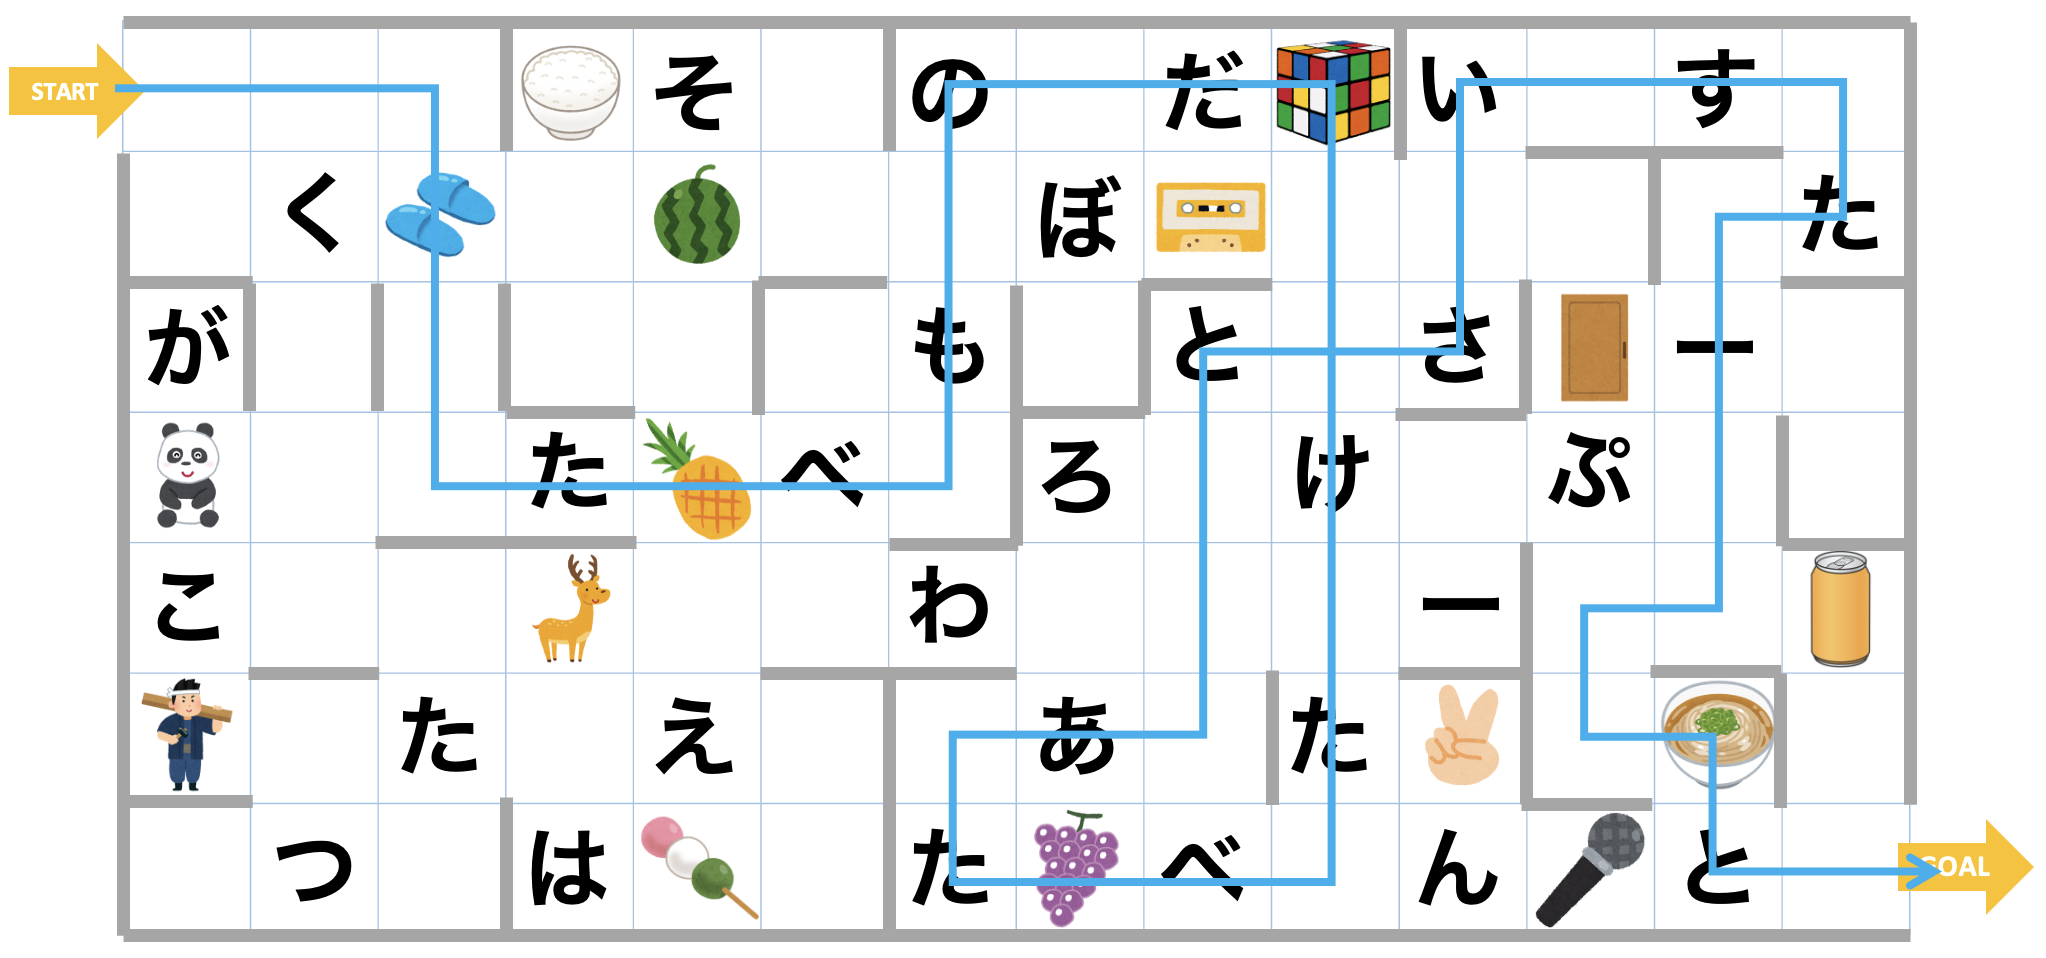 START そ の だ い す
く ぼ た
が も と さ ー
た べ ろ け ぷ
こ わ ー
た え あ た
つ は た べ ん と GOAL